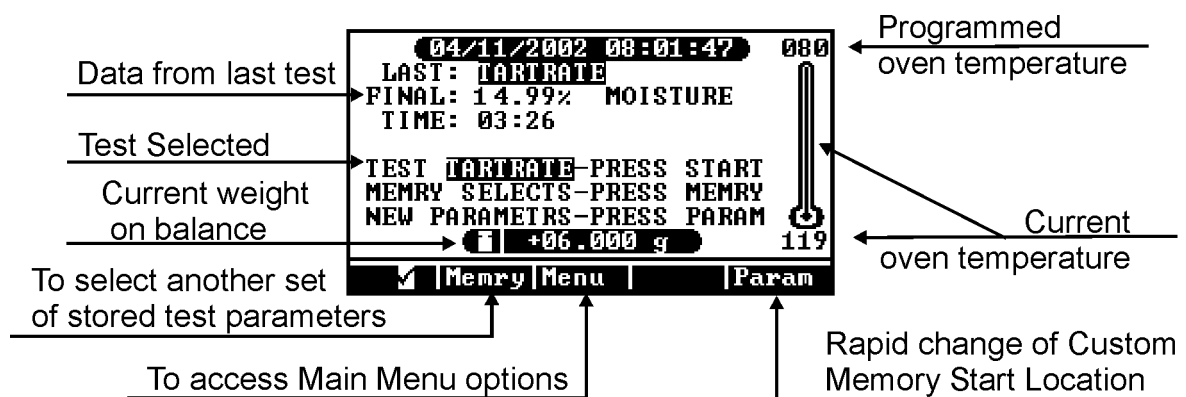 Programmed
oven temperature
04/11/2002 08:01:47 080
Data from last test
LAST: TARTRATE
FINAL: 14.99% MOISTURE
TIME: 03:26
Test Selected
TEST TARTRATE-PRESS START
MEMRY SELECTS-PRESS MEMRY
NEW PARAMETRS-PRESS PARAM
Current weight
on balance
+06.000 g
119
Current
oven temperature
✓ |Memry|Menu | |Param
To select another set
of stored test parameters
To access Main Menu options
Rapid change of Custom
Memory Start Location